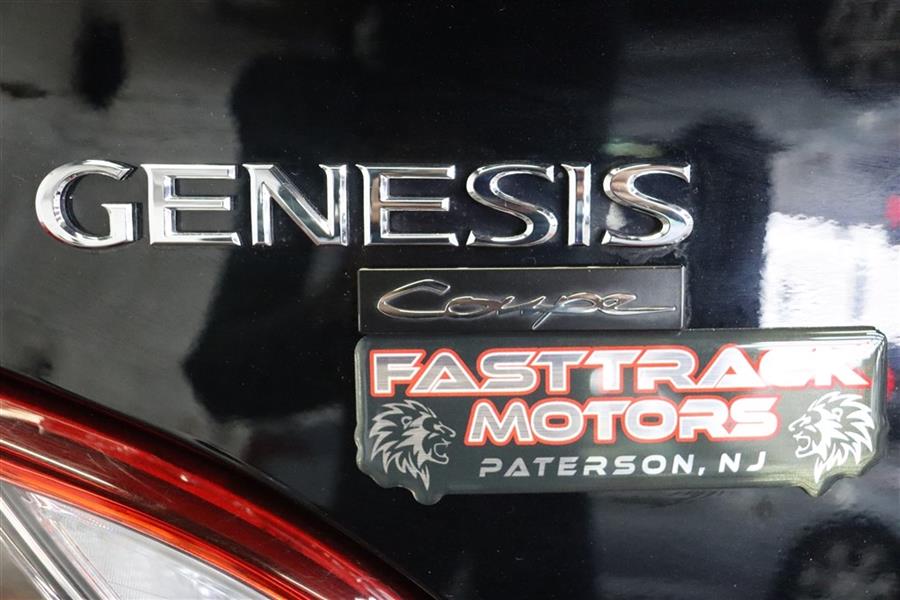 GENESIS
Coupe
FASTTRACK
MOTORS
PATERSON, NJ